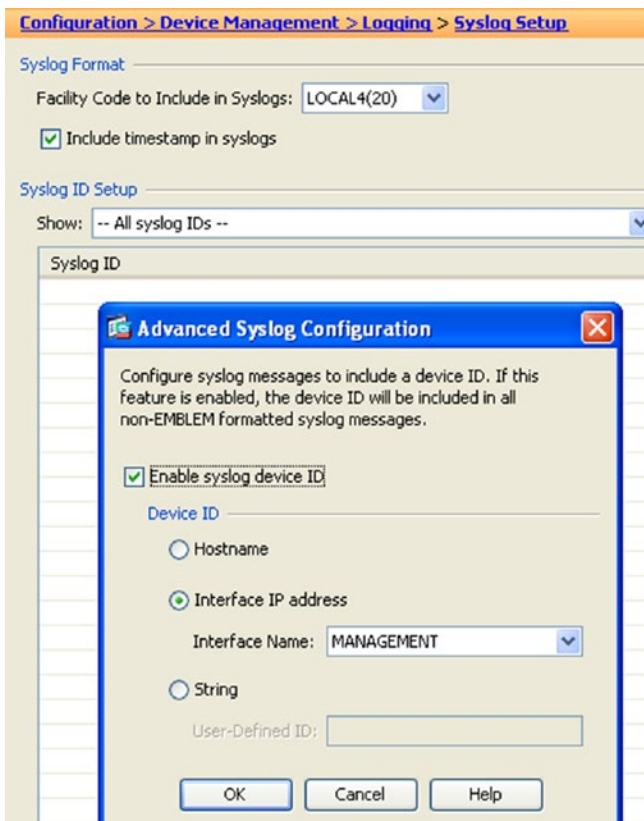 Configuration > Device Management > Logging > Syslog Setup
Syslog Format
Facility Code to Include in Syslogs: LOCAL4(20)
Include timestamp in syslogs
Syslog ID Setup
Show: -- All syslog IDs --
Syslog ID
Advanced Syslog Configuration
Configure syslog messages to include a device ID. If this
feature is enabled, the device ID will be included in all
non-EMBLEM formatted syslog messages.
Enable syslog device ID
Device ID
Hostname
Interface IP address
Interface Name: MANAGEMENT
String
User-Defined ID:
OK Cancel Help